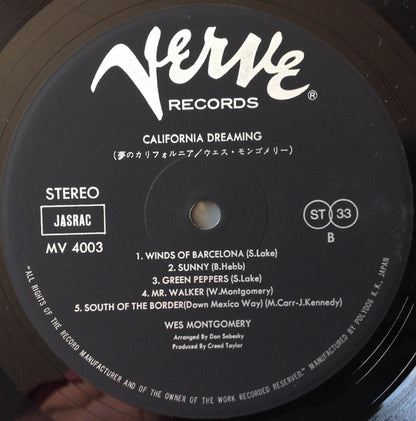 Verve
RECORDS ®
CALIFORNIA DREAMING
(夢のカリフォルニア/ウエス・モンゴメリー)
STEREO
JASRAC
MV 4003
ST 33
B
1. WINDS OF BARCELONA (S.Lake)
2. SUNNY (B.Hebb)
3. GREEN PEPPERS (S.Lake)
4. MR. WALKER (W.Montgomery)
5. SOUTH OF THE BORDER(Down Mexico Way) (M.Carr-J.Kennedy)
WES MONTGOMERY
Arranged By Don Sebesky
Produced By Creed Taylor
"ALL RIGHTS OF THE RECORD MANUFACTURER AND OF THE OWNER OF THE WORK RECORDED RESERVED." MANUFACTURED BY POLYDOR K. K., JAPAN